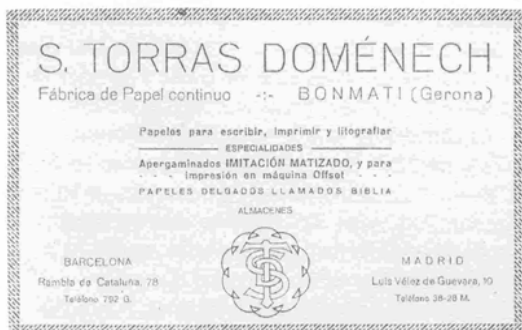 S. TORRAS DOMÉNECH
Fábrica de Papel continuo -:- BONMATI (Gerona)
Papeles para escribir, imprimir y litografiar
ESPECIALIDADES
Apergaminados IMITACIÓN MATIZADO, y para
- - - impresión en máquina Offset - - -
PAPELES DELGADOS LLAMADOS BIBLIA
ALMACENES
BARCELONA
Rambla de Cataluña, 78
Teléfono 792 G.
MADRID
Luis Vélez de Guevara, 10
Teléfono 38-28 M.